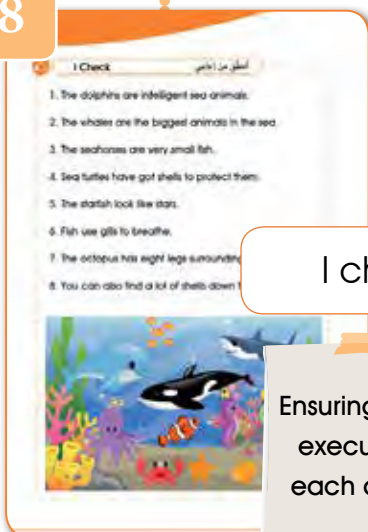 8
I Check
1. The dolphins are intelligent sea animals.
2. The whales are the biggest animals in the sea.
3. The seahorses are very small fish.
4. Sea turtles have got shells to protect them.
5. The starfish look like stars.
6. Fish use gills to breathe.
7. The octopus has eight legs surrounding
8. You can also find a lot of shells down
I ch
Ensuring
execu
each